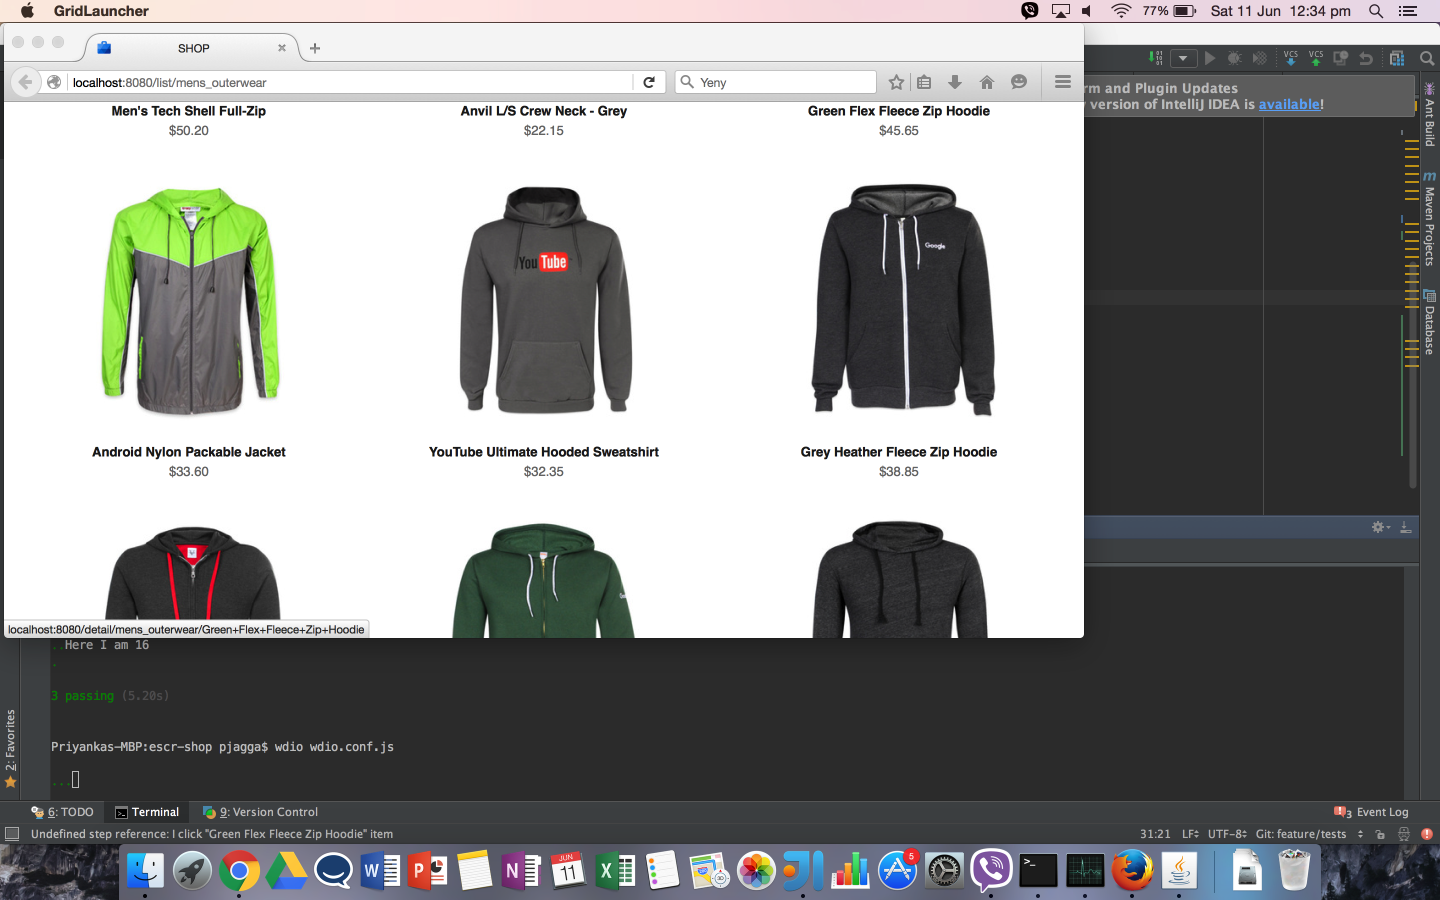 GridLauncher
77%
Sat 11 Jun 12:34 pm
SHOP
localhost:8080/list/mens_outerwear
Yeny
VCS VCS
rm and Plugin Updates
version of IntelliJ IDEA is available!
Men's Tech Shell Full-Zip
$50.20
Anvil L/S Crew Neck - Grey
$22.15
Green Flex Fleece Zip Hoodie
$45.65
You Tube
Google
Android Nylon Packable Jacket
$33.60
YouTube Ultimate Hooded Sweatshirt
$32.35
Grey Heather Fleece Zip Hoodie
$38.85
Ant Build
Maven Projects
Database
localhost:8080/detail/mens_outerwear/Green+Flex+Fleece+Zip+Hoodie
..Here I am 16
.
3 passing (5.20s)
Priyankas-MBP:escr-shop pjagga$ wdio wdio.conf.js
...
2: Favorites
6: TODO
Terminal
9: Version Control
3 Event Log
Undefined step reference: I click "Green Flex Fleece Zip Hoodie" item
31:21 LF UTF-8 Git: feature/tests
JUN
11
5